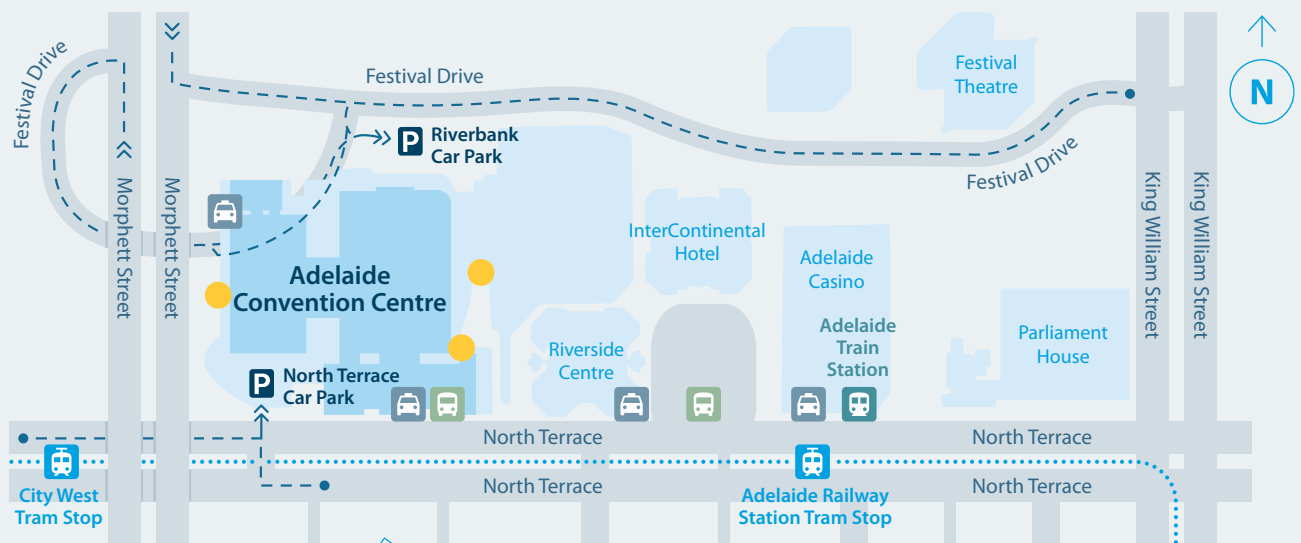 Festival Drive
Festival Drive
Festival
Theatre
N
P
Riverbank
Car Park
Festival Drive
Morphett Street
Morphett Street
King William Street
King William Street
InterContinental
Hotel
Adelaide
Casino
Adelaide
Convention Centre
Adelaide
Train
Station
Parliament
House
Riverside
Centre
P
North Terrace
Car Park
North Terrace
North Terrace
City West
Tram Stop
North Terrace
Adelaide Railway
Station Tram Stop
North Terrace